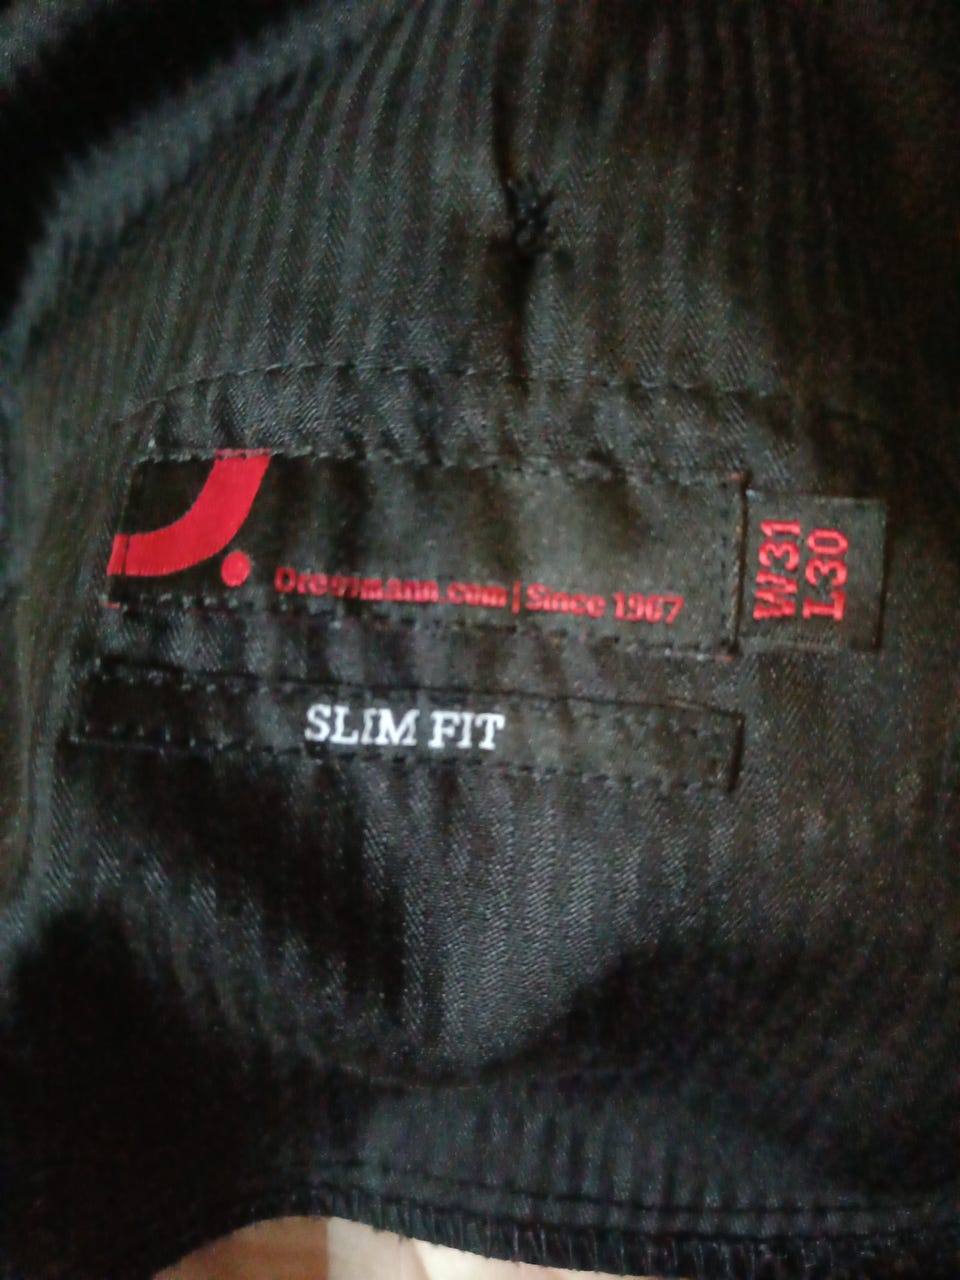 Dressmann.com | Since 1967
W31
L30
SLIM FIT